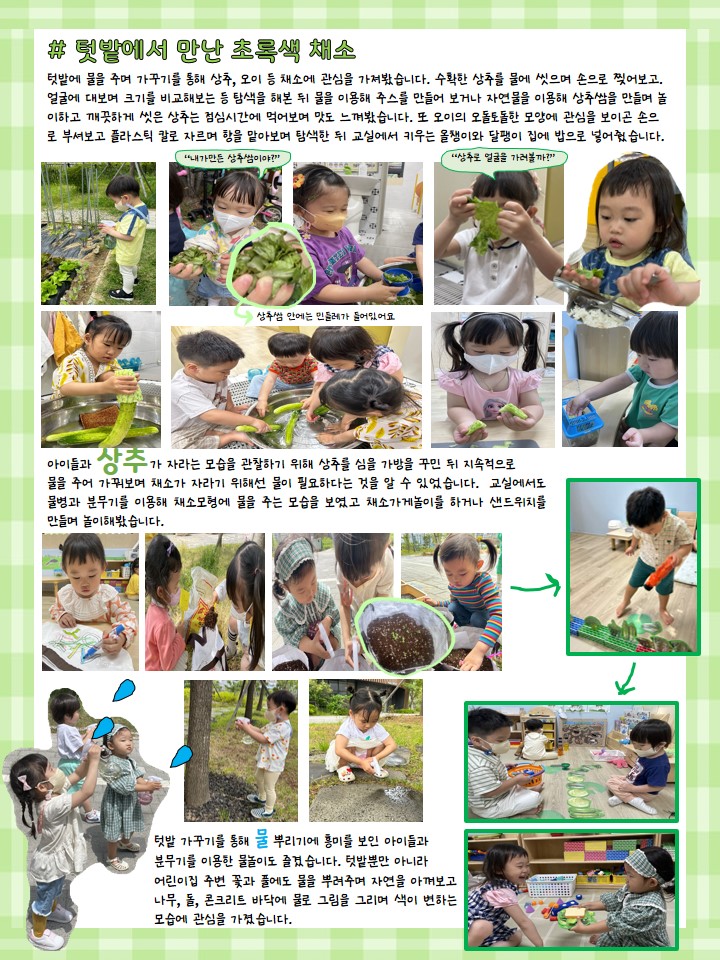 # 텃밭에서 만난 초록색 채소
텃밭에 물을 주며 가꾸기를 통해 상추, 오이 등 채소에 관심을 가져봤습니다. 수확한 상추를 물에 씻으며 손으로 찢어보고.
얼굴에 대보며 크기를 비교해보는 등 탐색을 해본 뒤 물을 이용해 주스를 만들어 보거나 자연물을 이용해 상추쌈을 만들며 놀
이하고 깨끗하게 씻은 상추는 점심시간에 먹어보며 맛도 느껴봤습니다. 또 오이의 오돌토돌한 모양에 관심을 보이곤 손으
로 부셔보고 플라스틱 칼로 자르며 향을 맡아보며 탐색한 뒤 교실에서 키우는 올챙이와 달팽이 집에 밥으로 넣어줬습니다.
“내가만든 상추쌈이야?”
“상추로 얼굴을 가려볼까?”
상추쌈 안에는 민들레가 들어있어요
아이들과 상추가 자라는 모습을 관찰하기 위해 상추를 심을 가방을 꾸민 뒤 지속적으로
물을 주어 가꿔보며 채소가 자라기 위해선 물이 필요하다는 것을 알 수 있었습니다. 교실에서도
물병과 분무기를 이용해 채소모형에 물을 주는 모습을 보였고 채소가게놀이를 하거나 샌드위치를
만들며 놀이해봤습니다.
텃밭 가꾸기를 통해 물 뿌리기에 흥미를 보인 아이들과
분무기를 이용한 물놀이도 즐겼습니다. 텃밭뿐만 아니라
어린이집 주변 꽃과 풀에도 물을 뿌려주며 자연을 아껴보고
나무, 돌, 콘크리트 바닥에 물로 그림을 그리며 색이 변하는
모습에 관심을 가졌습니다.